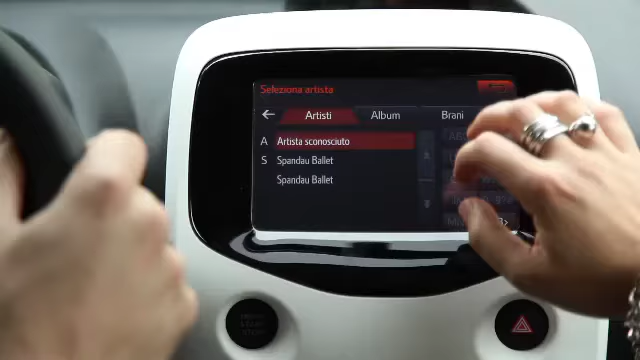 Seleziona artista
Artisti Album Brani
A Artista sconosciuto
S Spandau Ballet
Spandau Ballet